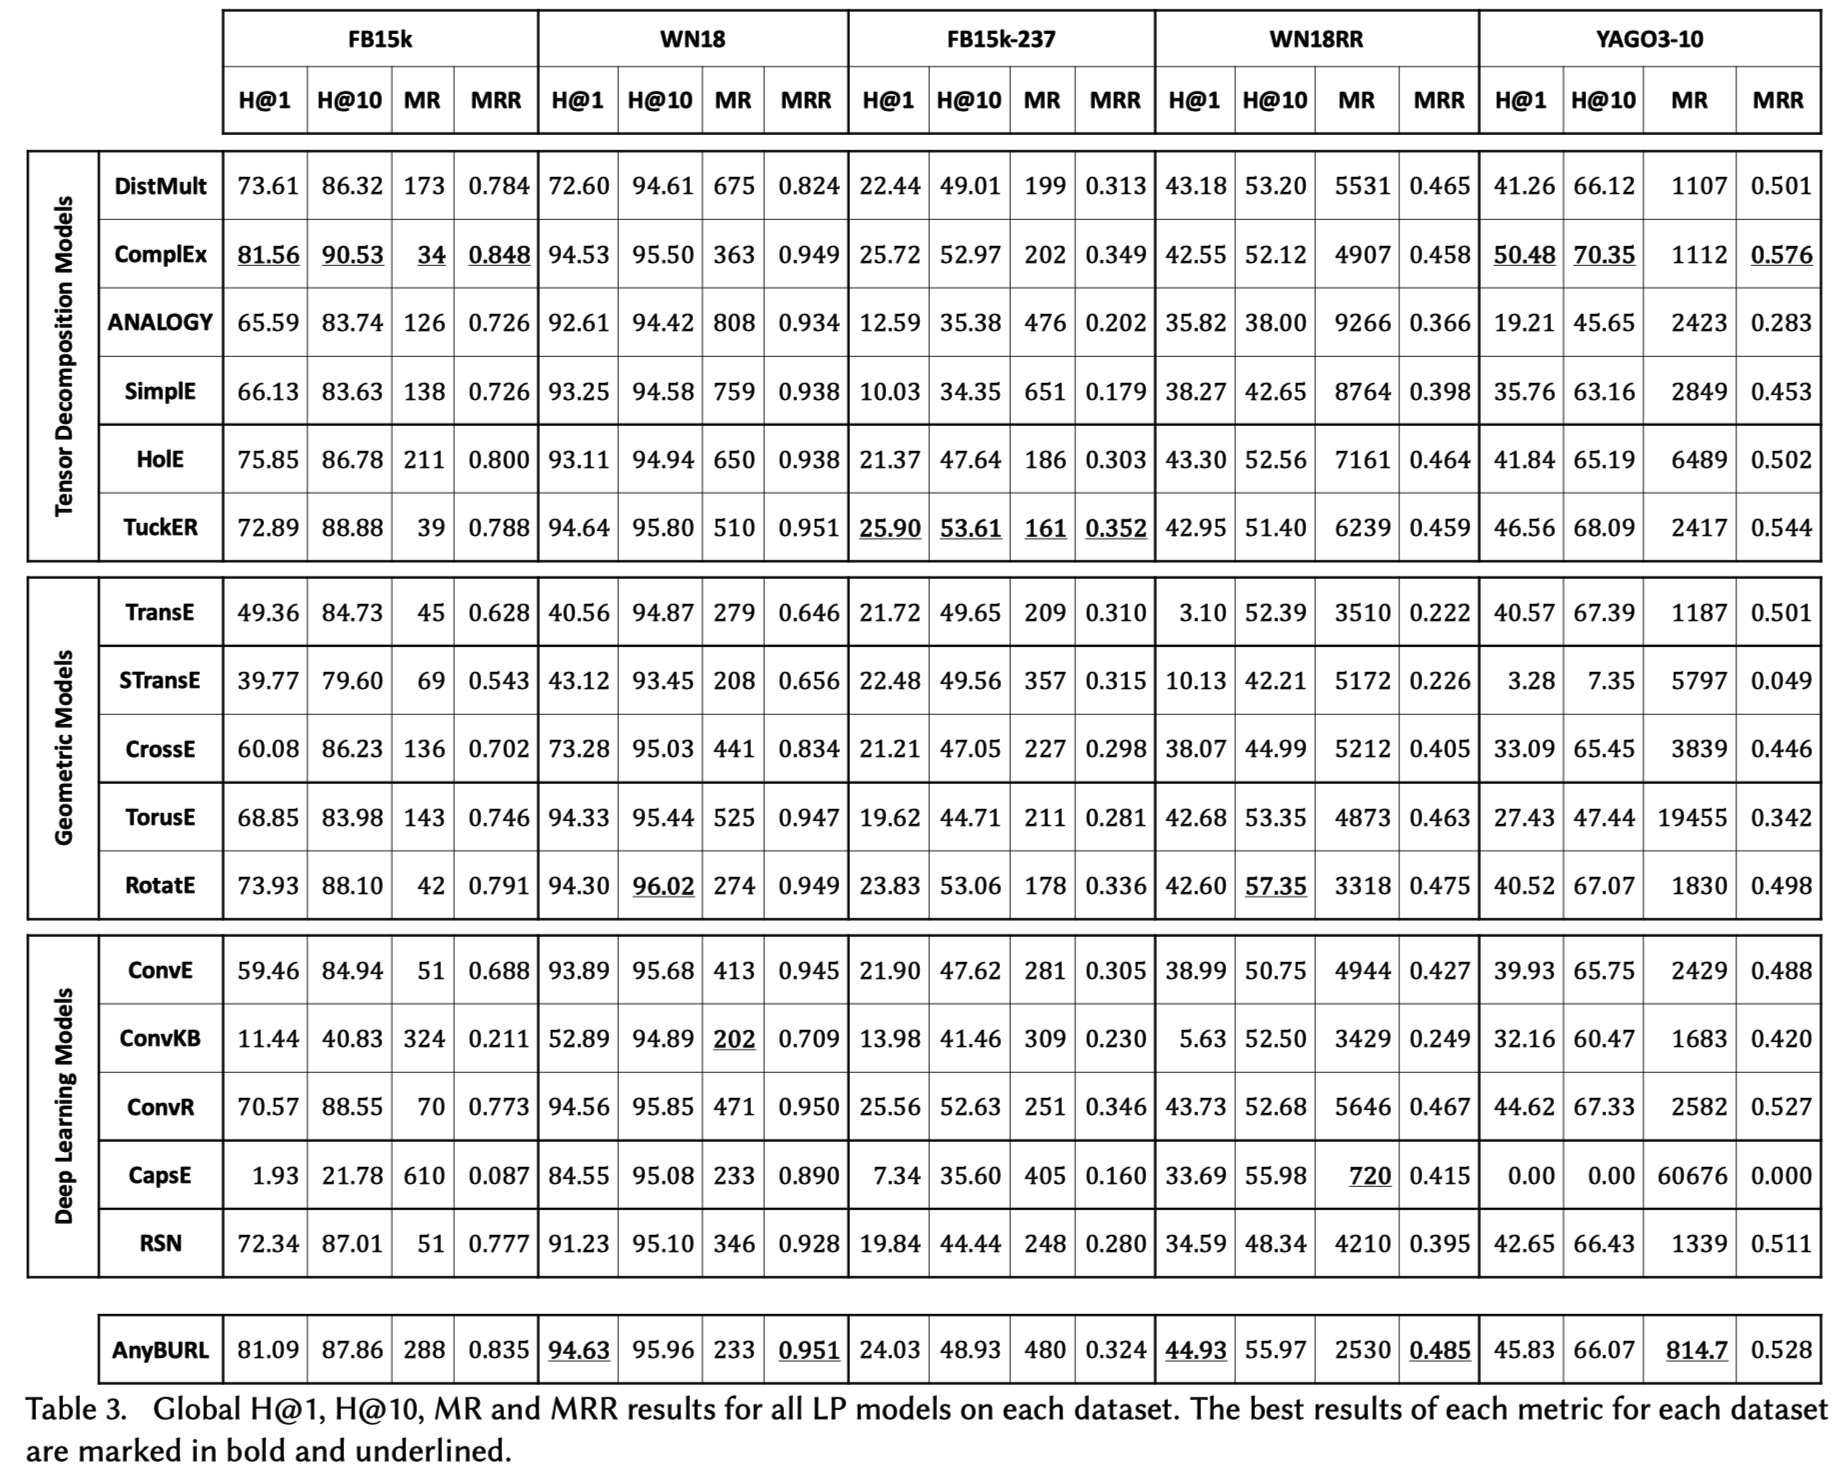 FB15k WN18 FB15k-237 WN18RR YAGO3-10
H@1 H@10 MR MRR H@1 H@10 MR MRR H@1 H@10 MR MRR H@1 H@10 MR MRR H@1 H@10 MR MRR
Tensor Decomposition Models
DistMult 73.61 86.32 173 0.784 72.60 94.61 675 0.824 22.44 49.01 199 0.313 43.18 53.20 5531 0.465 41.26 66.12 1107 0.501
ComplEx 81.56 90.53 34 0.848 94.53 95.50 363 0.949 25.72 52.97 202 0.349 42.55 52.12 4907 0.458 50.48 70.35 1112 0.576
ANALOGY 65.59 83.74 126 0.726 92.61 94.42 808 0.934 12.59 35.38 476 0.202 35.82 38.00 9266 0.366 19.21 45.65 2423 0.283
SimplE 66.13 83.63 138 0.726 93.25 94.58 759 0.938 10.03 34.35 651 0.179 38.27 42.65 8764 0.398 35.76 63.16 2849 0.453
HolE 75.85 86.78 211 0.800 93.11 94.94 650 0.938 21.37 47.64 186 0.303 43.30 52.56 7161 0.464 41.84 65.19 6489 0.502
TuckER 72.89 88.88 39 0.788 94.64 95.80 510 0.951 25.90 53.61 161 0.352 42.95 51.40 6239 0.459 46.56 68.09 2417 0.544
Geometric Models
TransE 49.36 84.73 45 0.628 40.56 94.87 279 0.646 21.72 49.65 209 0.310 3.10 52.39 3510 0.222 40.57 67.39 1187 0.501
STransE 39.77 79.60 69 0.543 43.12 93.45 208 0.656 22.48 49.56 357 0.315 10.13 42.21 5172 0.226 3.28 7.35 5797 0.049
CrossE 60.08 86.23 136 0.702 73.28 95.03 441 0.834 21.21 47.05 227 0.298 38.07 44.99 5212 0.405 33.09 65.45 3839 0.446
TorusE 68.85 83.98 143 0.746 94.33 95.44 525 0.947 19.62 44.71 211 0.281 42.68 53.35 4873 0.463 27.43 47.44 19455 0.342
RotatE 73.93 88.10 42 0.791 94.30 96.02 274 0.949 23.83 53.06 178 0.336 42.60 57.35 3318 0.475 40.52 67.07 1830 0.498
Deep Learning Models
ConvE 59.46 84.94 51 0.688 93.89 95.68 413 0.945 21.90 47.62 281 0.305 38.99 50.75 4944 0.427 39.93 65.75 2429 0.488
ConvKB 11.44 40.83 324 0.211 52.89 94.89 202 0.709 13.98 41.46 309 0.230 5.63 52.50 3429 0.249 32.16 60.47 1683 0.420
ConvR 70.57 88.55 70 0.773 94.56 95.85 471 0.950 25.56 52.63 251 0.346 43.73 52.68 5646 0.467 44.62 67.33 2582 0.527
CapsE 1.93 21.78 610 0.087 84.55 95.08 233 0.890 7.34 35.60 405 0.160 33.69 55.98 720 0.415 0.00 0.00 60676 0.000
RSN 72.34 87.01 51 0.777 91.23 95.10 346 0.928 19.84 44.44 248 0.280 34.59 48.34 4210 0.395 42.65 66.43 1339 0.511
AnyBURL 81.09 87.86 288 0.835 94.63 95.96 233 0.951 24.03 48.93 480 0.324 44.93 55.97 2530 0.485 45.83 66.07 814.7 0.528
Table 3. Global H@1, H@10, MR and MRR results for all LP models on each dataset. The best results of each metric for each dataset
are marked in bold and underlined.